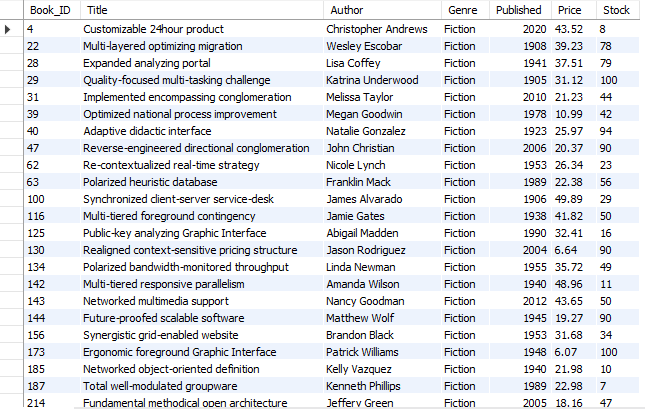 Book_ID Title Author Genre Published Price Stock
4 Customizable 24hour product Christopher Andrews Fiction 2020 43.52 8
22 Multi-layered optimizing migration Wesley Escobar Fiction 1908 39.23 78
28 Expanded analyzing portal Lisa Coffey Fiction 1941 37.51 79
29 Quality-focused multi-tasking challenge Katrina Underwood Fiction 1905 31.12 100
31 Implemented encompassing conglomeration Melissa Taylor Fiction 2010 21.23 44
39 Optimized national process improvement Megan Goodwin Fiction 1978 10.99 42
40 Adaptive didactic interface Natalie Gonzalez Fiction 1923 25.97 94
47 Reverse-engineered directional conglomeration John Christian Fiction 2006 20.37 90
62 Re-contextualized real-time strategy Nicole Lynch Fiction 1953 26.34 23
63 Polarized heuristic database Franklin Mack Fiction 1989 22.38 56
100 Synchronized client-server service-desk James Alvarado Fiction 1906 49.89 29
116 Multi-tiered foreground contingency Jamie Gates Fiction 1938 41.82 50
125 Public-key analyzing Graphic Interface Abigail Madden Fiction 1990 32.41 16
130 Realigned context-sensitive pricing structure Jason Rodriguez Fiction 2004 6.64 90
134 Polarized bandwidth-monitored throughput Linda Newman Fiction 1955 35.72 49
142 Multi-tiered responsive parallelism Amanda Wilson Fiction 1940 48.96 11
143 Networked multimedia support Nancy Goodman Fiction 2012 43.65 50
144 Future-proofed scalable software Matthew Wolf Fiction 1945 19.27 90
156 Synergistic grid-enabled website Brandon Black Fiction 1953 31.68 34
173 Ergonomic foreground Graphic Interface Patrick Williams Fiction 1948 6.07 100
185 Networked object-oriented definition Kelly Vazquez Fiction 1940 21.98 10
187 Total well-modulated groupware Kenneth Phillips Fiction 1989 22.98 7
214 Fundamental methodical open architecture Jeffery Green Fiction 2005 18.16 47